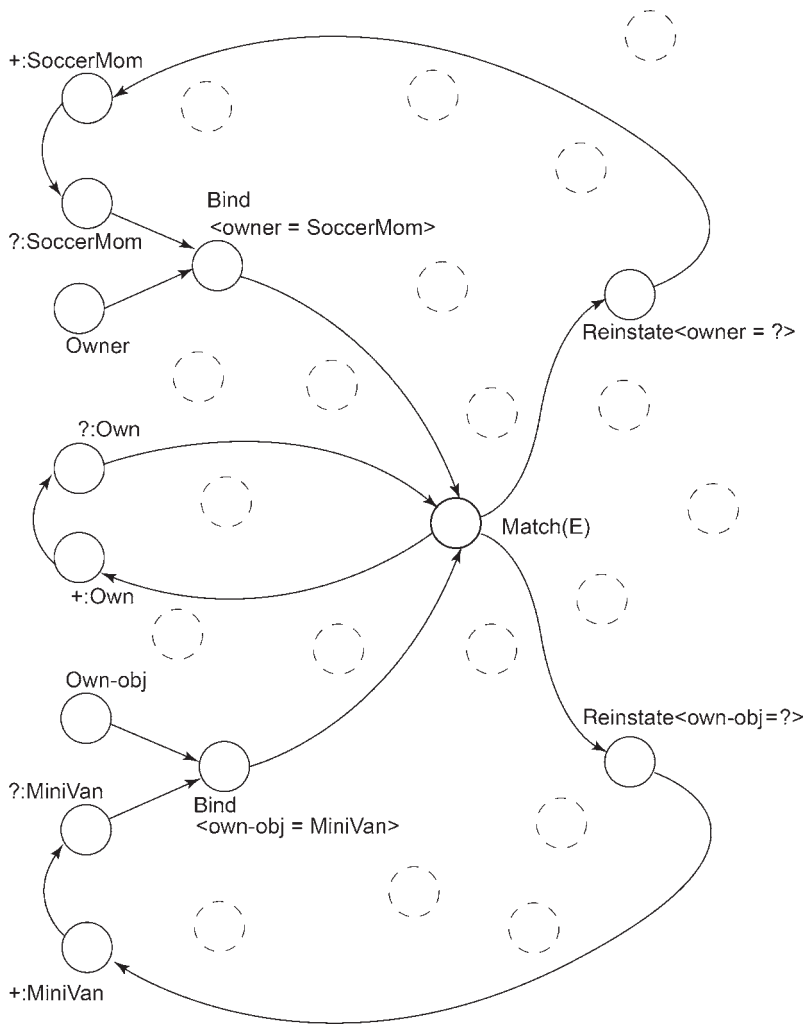 +:SoccerMom
Bind
<owner = SoccerMom>
?:SoccerMom
Owner
Reinstate<owner = ?>
?:Own
Match(E)
+:Own
Own-obj
Reinstate<own-obj=?>
?:MiniVan
Bind
<own-obj = MiniVan>
+:MiniVan